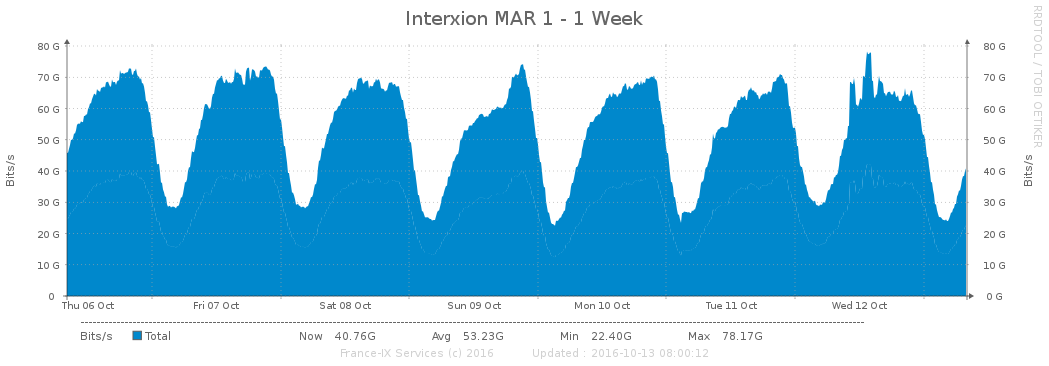 Interxion MAR 1 - 1 Week
RRDTOOL / TOBI OETIKER
Bits/s
80 G
70 G
60 G
50 G
40 G
30 G
20 G
10 G
0
80 G
70 G
60 G
50 G
40 G
30 G
20 G
10 G
0 G
Bits/s
Thu 06 Oct Fri 07 Oct Sat 08 Oct Sun 09 Oct Mon 10 Oct Tue 11 Oct Wed 12 Oct
Bits/s Total Now 40.76G Avg 53.23G Min 22.40G Max 78.17G
France-IX Services (c) 2016 Updated : 2016-10-13 08:00:12